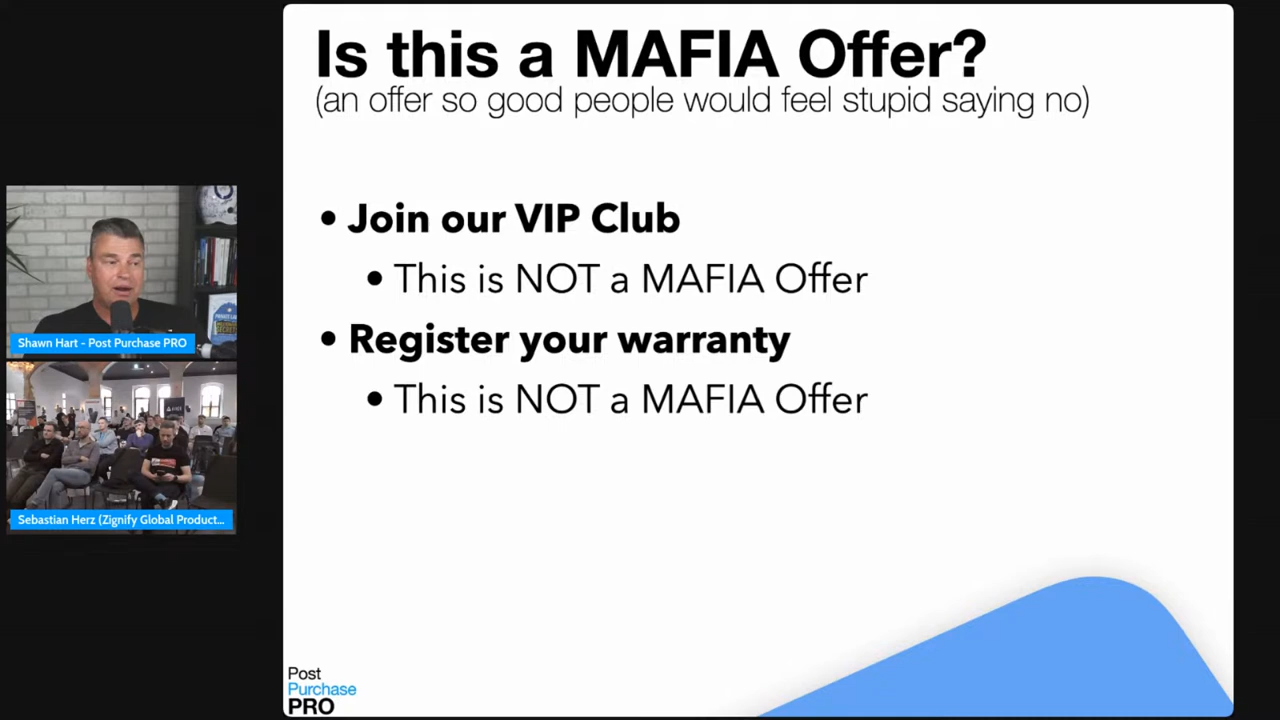 Is this a MAFIA Offer?
(an offer so good people would feel stupid saying no)
• Join our VIP Club
• This is NOT a MAFIA Offer
• Register your warranty
• This is NOT a MAFIA Offer
Shawn Hart - Post Purchase PRO
Sebastian Herz (Zignify Global Product...
Post
Purchase
PRO